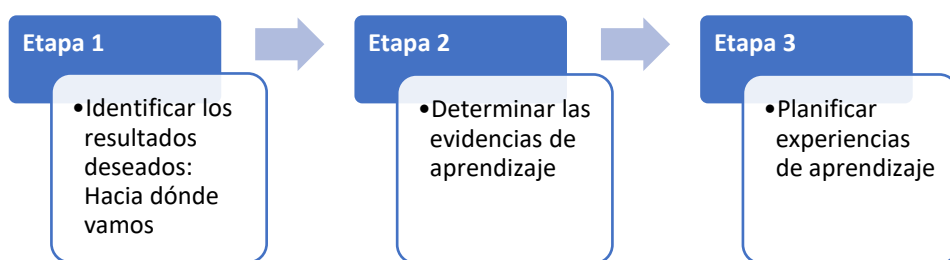 Etapa 1
•Identificar los
resultados
deseados:
Hacia dónde
vamos
Etapa 2
•Determinar las
evidencias de
aprendizaje
Etapa 3
•Planificar
experiencias
de aprendizaje